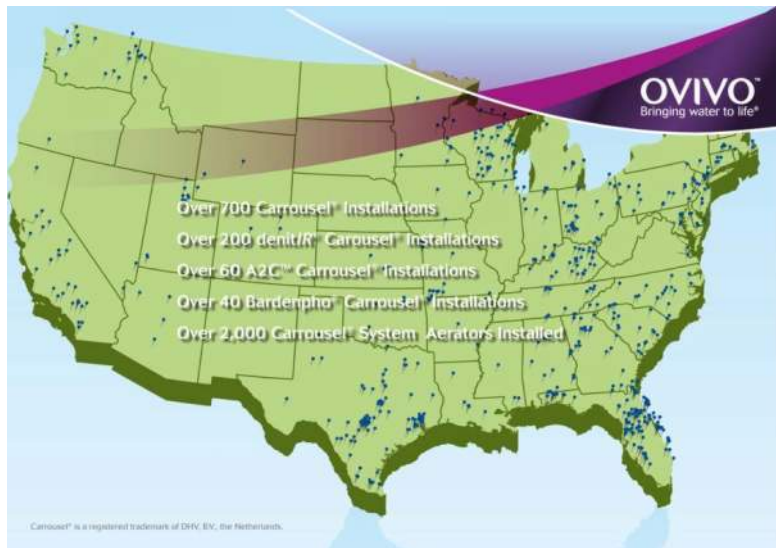 OVIVO™
Bringing water to life®
Over 700 Carrousel® Installations
Over 200 denitIR® Carousel® Installations
Over 60 A2C™ Carrousel® Installations
Over 40 Bardenpho® Carrousel® Installations
Over 2,000 Carrousel® System Aerators Installed
Carrousel® is a registered trademark of DHV, BV, the Netherlands.